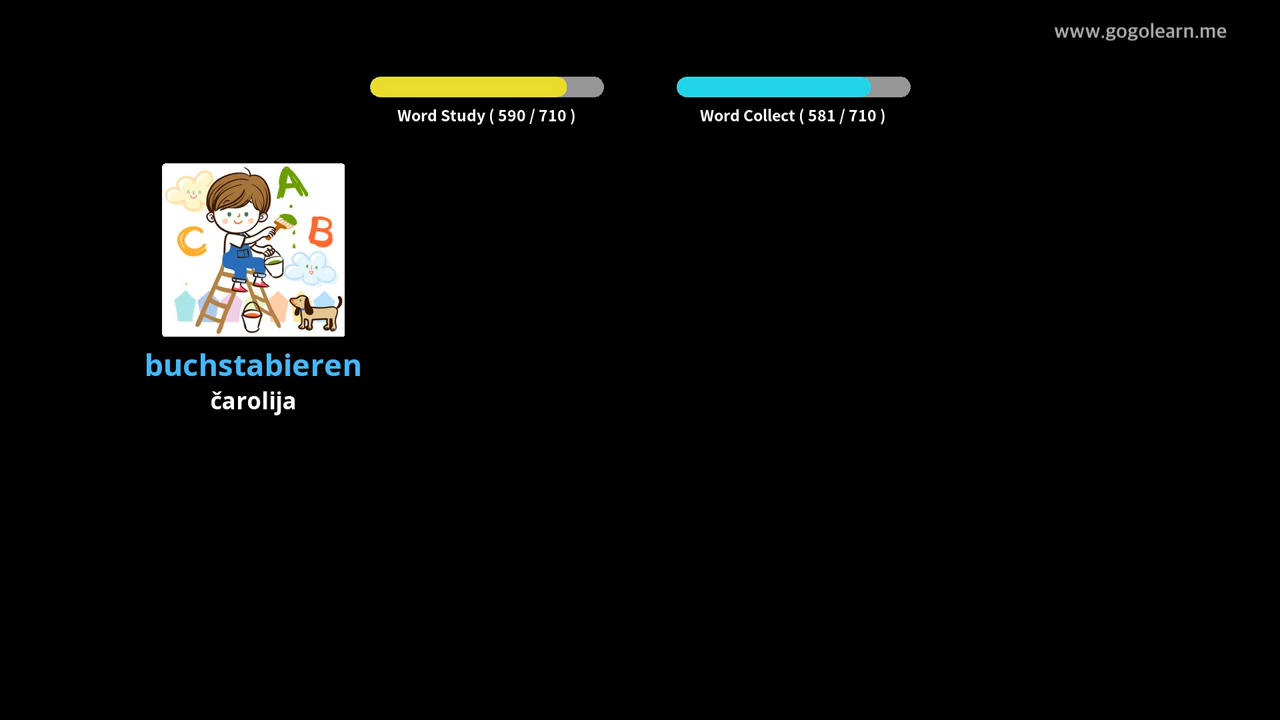 www.gogolearn.me
Word Study ( 590 / 710 )
Word Collect ( 581 / 710 )
A
B
C
buchstabieren
čarolija